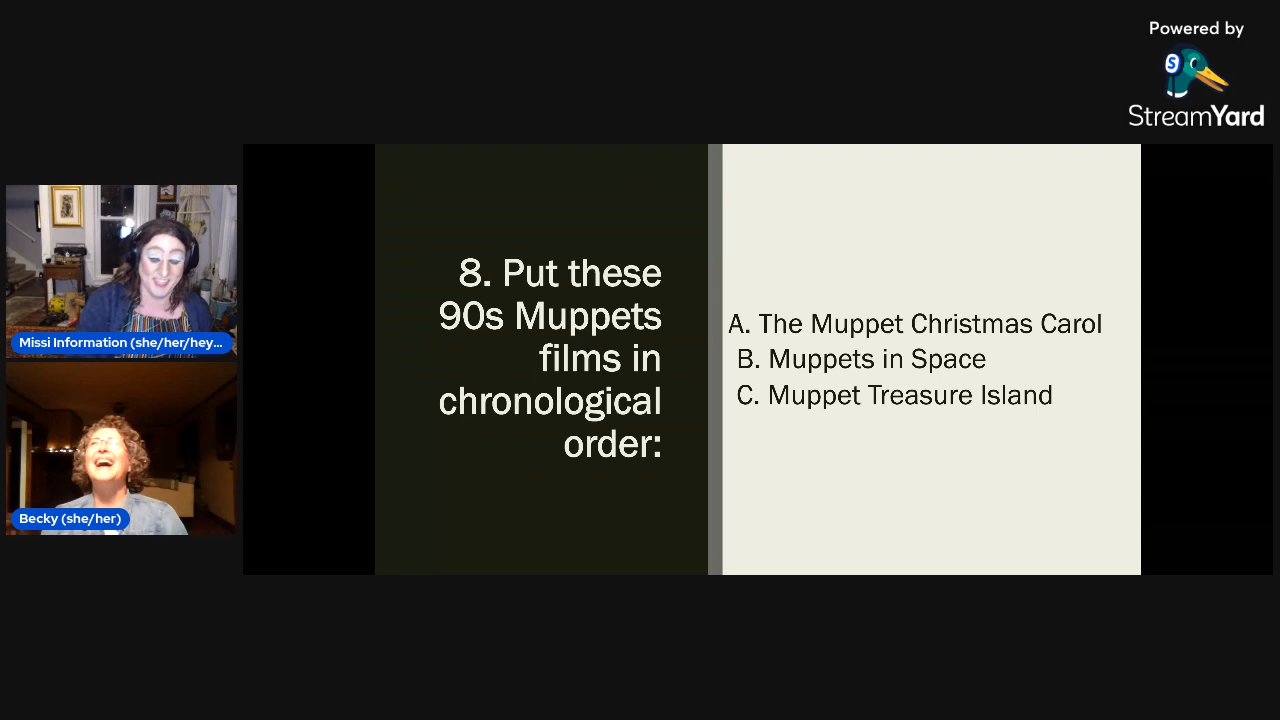 Powered by
StreamYard
8. Put these
90s Muppets
films in
chronological
order:
A. The Muppet Christmas Carol
B. Muppets in Space
C. Muppet Treasure Island
Missi Information (she/her/hey...
Becky (she/her)